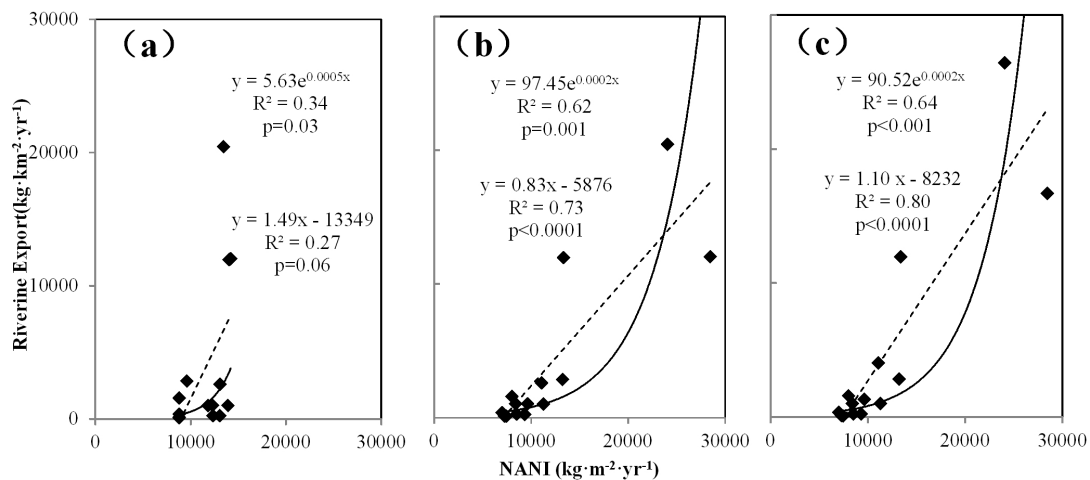 (a)
y = 5.63e^0.0005x
R² = 0.34
p=0.03
y = 1.49x - 13349
R² = 0.27
p=0.06
(b)
y = 97.45e^0.0002x
R² = 0.62
p=0.001
y = 0.83x - 5876
R² = 0.73
p<0.0001
(c)
y = 90.52e^0.0002x
R² = 0.64
p<0.001
y = 1.10 x - 8232
R² = 0.80
p<0.0001
Riverine Export(kg·km⁻²·yr⁻¹)
30000
20000
10000
0
0 10000 20000 30000
0 10000 20000 30000
0 10000 20000 30000
NANI (kg·m⁻²·yr⁻¹)